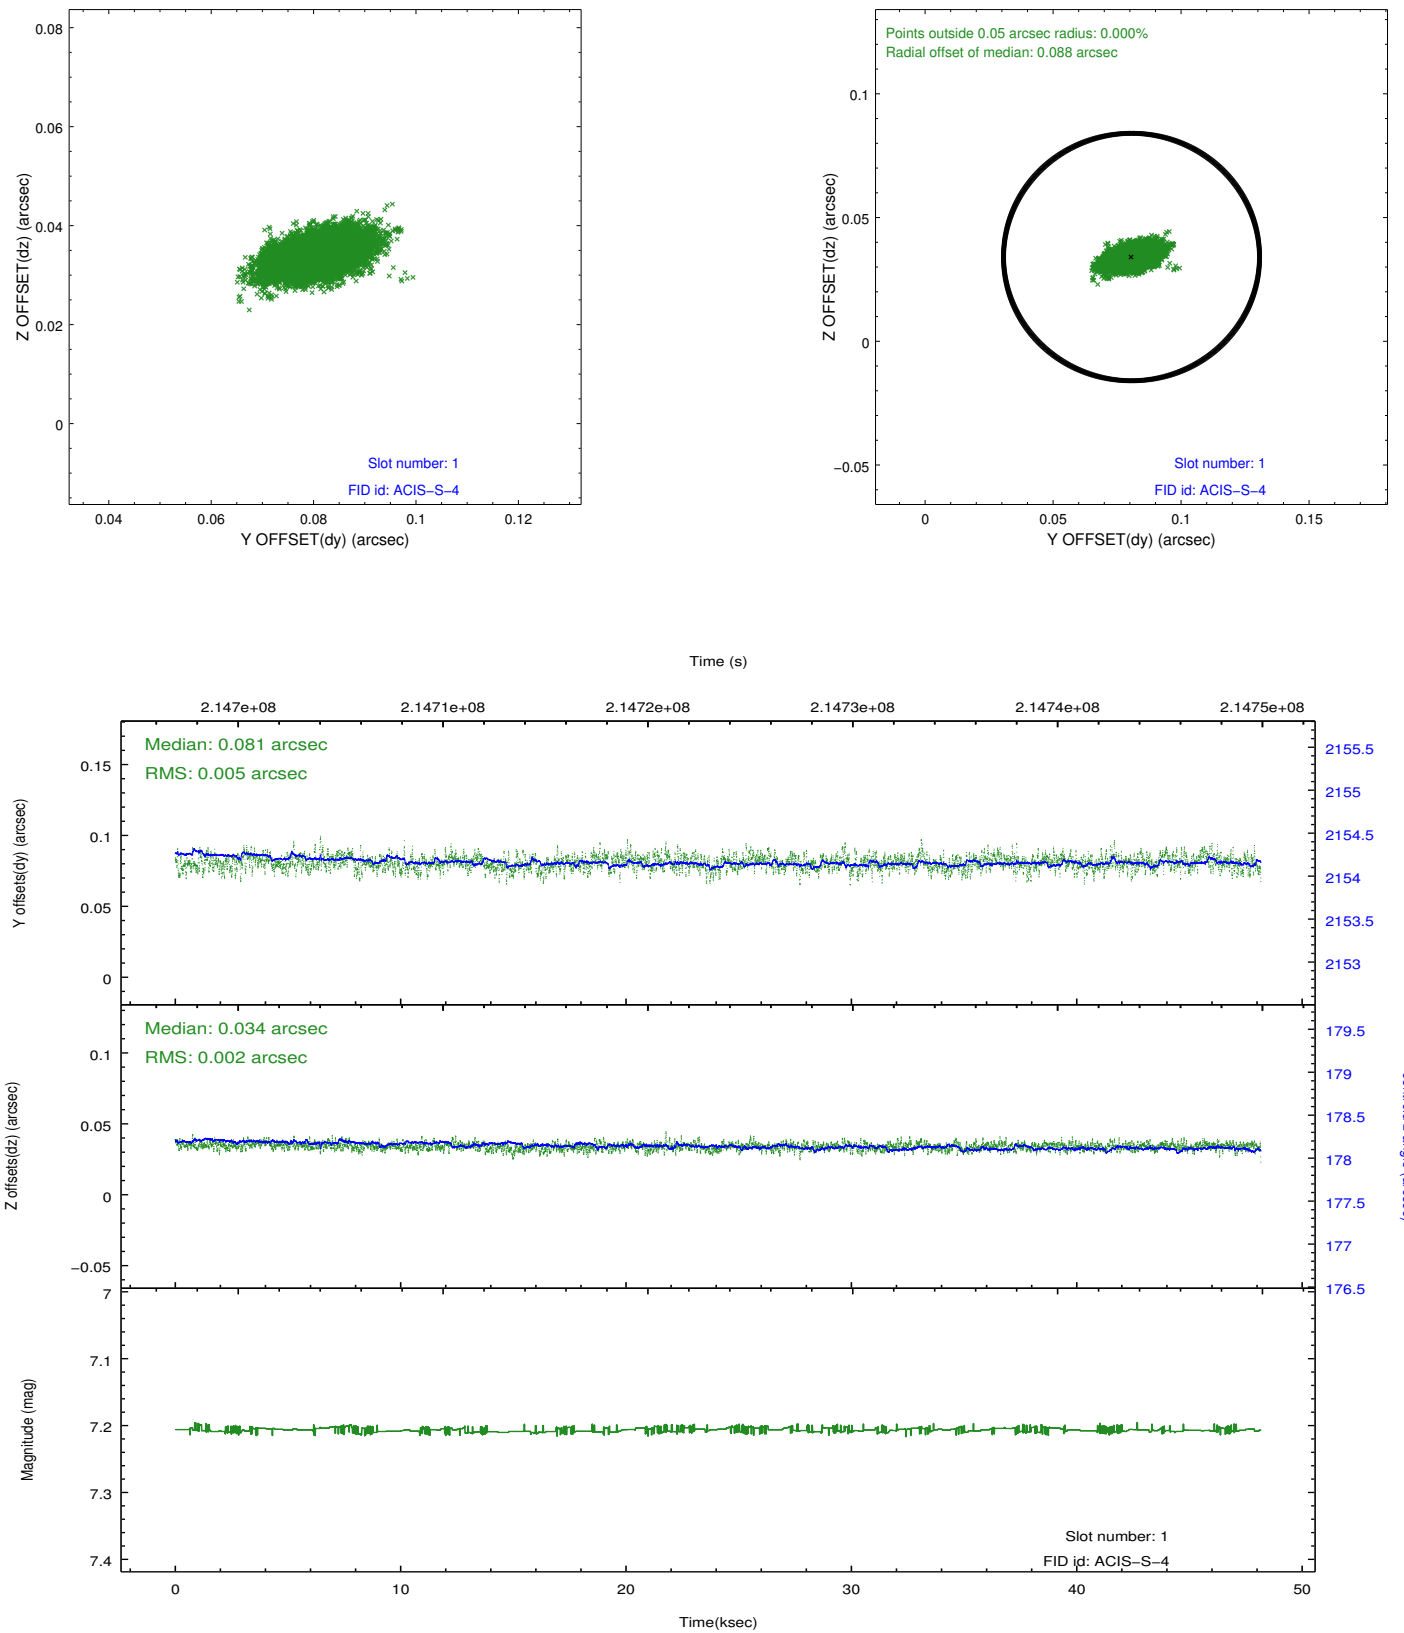 0.08
0.06
0.04
0.02
0
Z OFFSET(dz) (arcsec)
Slot number: 1
FID id: ACIS−S−4
0.04 0.06 0.08 0.1 0.12
Y OFFSET(dy) (arcsec)
Points outside 0.05 arcsec radius: 0.000%
Radial offset of median: 0.088 arcsec
0.1
0.05
0
−0.05
Z OFFSET(dz) (arcsec)
Slot number: 1
FID id: ACIS−S−4
0 0.05 0.1 0.15
Y OFFSET(dy) (arcsec)
Time (s)
2.147e+08 2.1471e+08 2.1472e+08 2.1473e+08 2.1474e+08 2.1475e+08
Median: 0.081 arcsec
RMS: 0.005 arcsec
0.15
0.1
0.05
0
Y offsets(dy) (arcsec)
2155.5
2155
2154.5
2154
2153.5
2153
Median: 0.034 arcsec
RMS: 0.002 arcsec
0.1
0.05
0
−0.05
Z offsets(dz) (arcsec)
179.5
179
178.5
178
177.5
177
176.5
7
7.1
7.2
7.3
7.4
Magnitude (mag)
Slot number: 1
FID id: ACIS−S−4
0 10 20 30 40 50
Time(ksec)